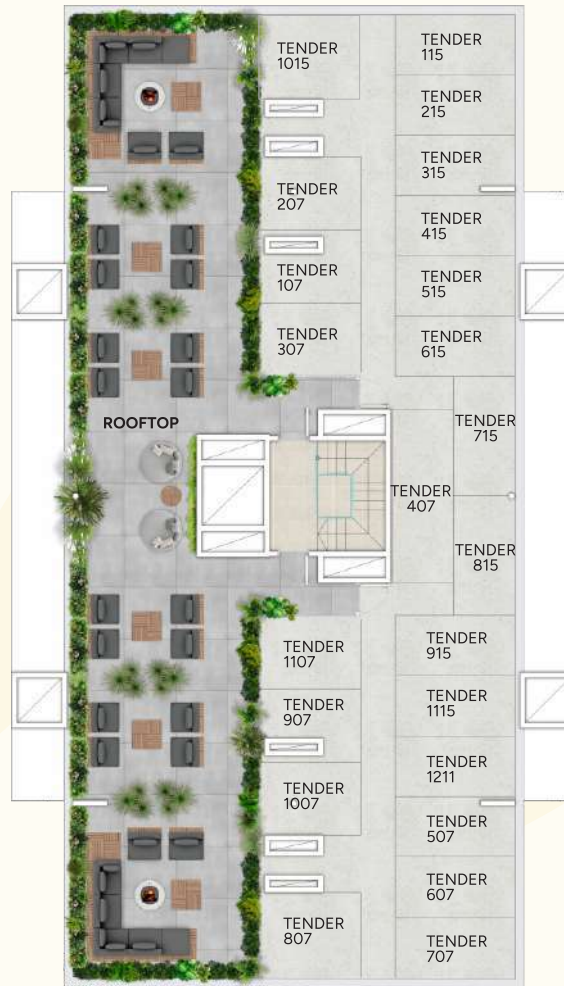 TENDER
1015
TENDER
115
TENDER
215
TENDER
315
TENDER
207
TENDER
415
TENDER
107
TENDER
515
TENDER
307
TENDER
615
ROOFTOP
TENDER
715
TENDER
407
TENDER
815
TENDER
1107
TENDER
915
TENDER
907
TENDER
1115
TENDER
1007
TENDER
1211
TENDER
507
TENDER
607
TENDER
807
TENDER
707